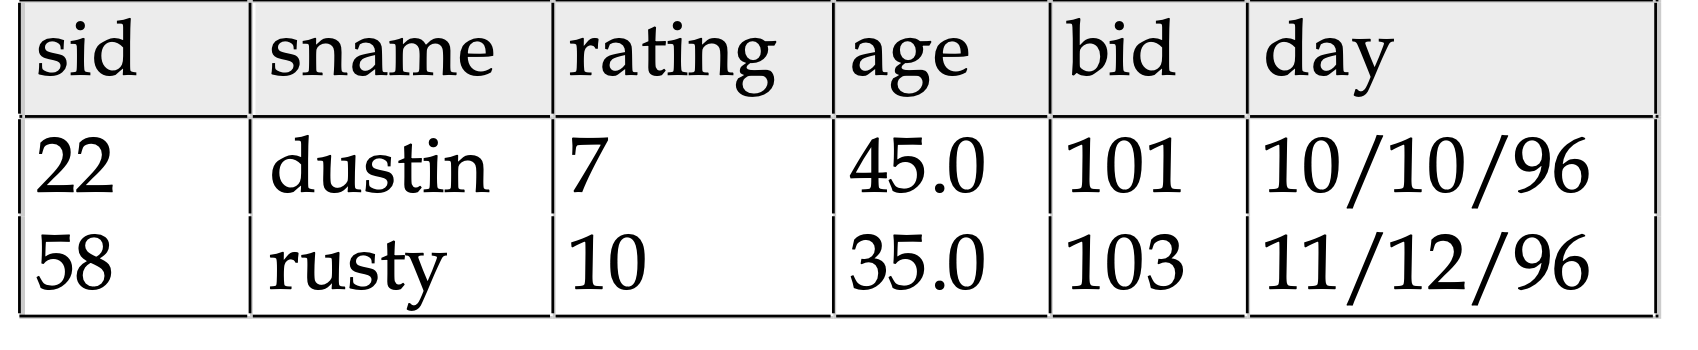 sid sname rating age bid day
22 dustin 7 45.0 101 10/10/96
58 rusty 10 35.0 103 11/12/96